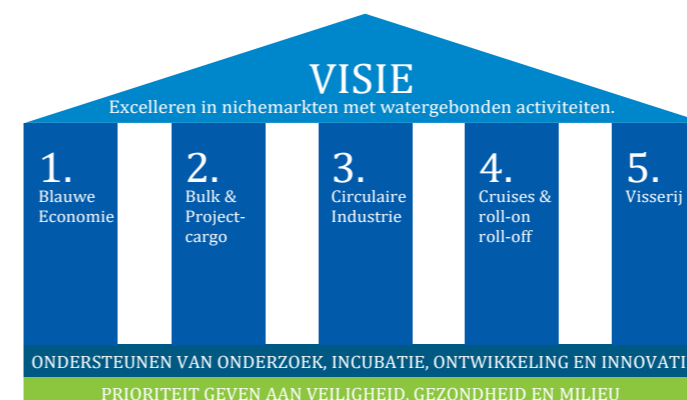 VISIE
Excelleren in nichemarkten met watergebonden activiteiten.
1.
Blauwe
Economie
2.
Bulk &
Project-
cargo
3.
Circulaire
Industrie
4.
Cruises &
roll-on
roll-off
5.
Visserij
ONDERSTEUNEN VAN ONDERZOEK, INCUBATIE, ONTWIKKELING EN INNOVATI
PRIORITEIT GEVEN AAN VEILIGHEID, GEZONDHEID EN MILIEU